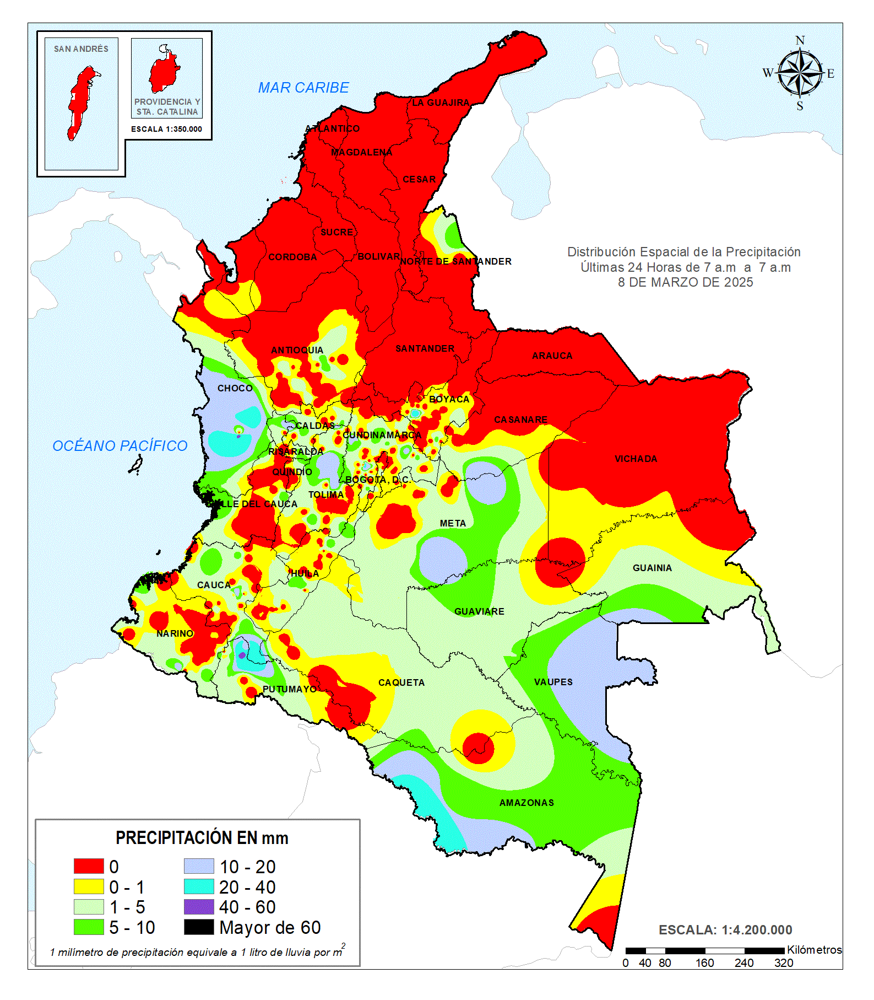 SAN ANDRÉS
PROVIDENCIA Y
STA. CATALINA
ESCALA 1:350.000
MAR CARIBE
N
W
E
S
LA GUAJIRA
ATLANTICO
MAGDALENA
CESAR
SUCRE
CORDOBA
BOLIVAR
NORTE DE SANTANDER
Distribución Espacial de la Precipitación
Últimas 24 Horas de 7 a.m a 7 a.m
8 DE MARZO DE 2025
ANTIOQUIA
SANTANDER
ARAUCA
CHOCO
BOYACA
CASANARE
CALDAS
CUNDINAMARCA
OCÉANO PACÍFICO
RISARALDA
VICHADA
QUINDIO
BOGOTA, D.C.
TOLIMA
LLE DEL CAUCA
META
GUAINIA
HUILA
CAUCA
GUAVIARE
NARINO
VAUPES
CAQUETA
PUTUMAYO
AMAZONAS
PRECIPITACIÓN EN mm
0
0 - 1
1 - 5
5 - 10
10 - 20
20 - 40
40 - 60
Mayor de 60
1 milímetro de precipitación equivale a 1 litro de lluvia por m2
ESCALA: 1:4.200.000
Kilómetros
0 40 80 160 240 320